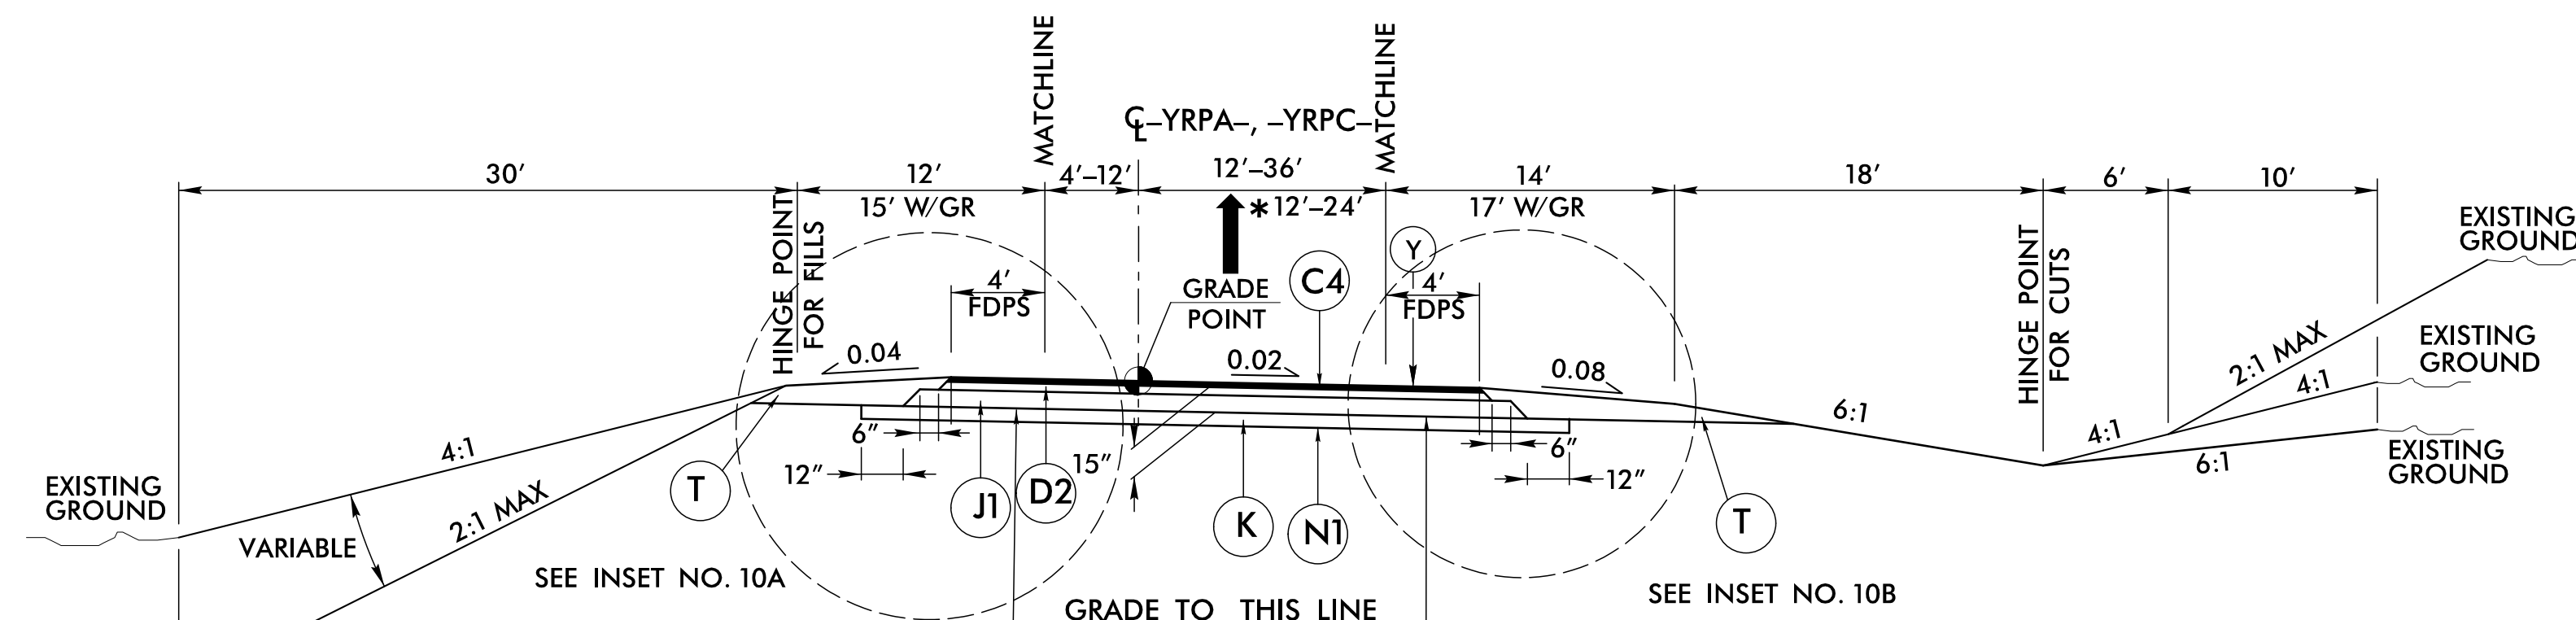 MATCHLINE
MATCHLINE
℄–YRPA–, –YRPC–
30′
12′
4′–12′
12′–36′
14′
18′
6′
10′
15′ W/GR
*12′–24′
17′ W/GR
HINGE POINT
FOR FILLS
HINGE POINT
FOR CUTS
EXISTING
GROUND
Y
C4
4′
FDPS
GRADE
POINT
4′
FDPS
0.04
0.02
0.08
EXISTING
GROUND
2:1 MAX
4:1
6:1
4:1
6:1
EXISTING
GROUND
4:1
6″
12″
15″
6″
12″
EXISTING
GROUND
T
J1
D2
K
N1
T
2:1 MAX
VARIABLE
SEE INSET NO. 10A
GRADE TO THIS LINE
SEE INSET NO. 10B